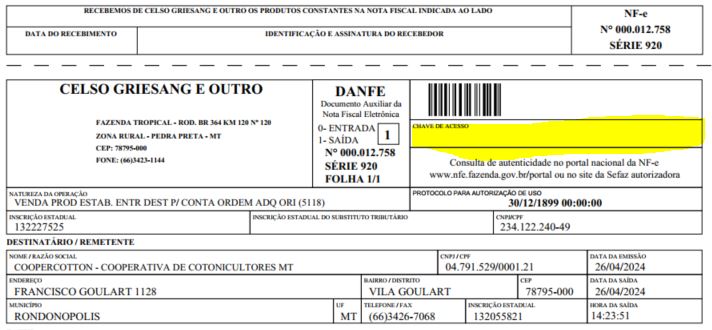 RECEBEMOS DE CELSO GRIESANG E OUTRO OS PRODUTOS CONSTANTES NA NOTA FISCAL INDICADA AO LADO
DATA DO RECEBIMENTO IDENTIFICAÇÃO E ASSINATURA DO RECEBEDOR
NF-e
Nº 000.012.758
SÉRIE 920
CELSO GRIESANG E OUTRO
FAZENDA TROPICAL - ROD. BR 364 KM 120 Nº 120
ZONA RURAL - PEDRA PRETA - MT
CEP: 78795-000
FONE: (66)3423-1144
DANFE
Documento Auxiliar da
Nota Fiscal Eletrônica
0- ENTRADA
1- SAÍDA
1
Nº 000.012.758
SÉRIE 920
FOLHA 1/1
CHAVE DE ACESSO
Consulta de autenticidade no portal nacional da NF-e
www.nfe.fazenda.gov.br/portal ou no site da Sefaz autorizadora
NATUREZA DA OPERAÇÃO PROTOCOLO PARA AUTORIZAÇÃO DE USO
VENDA PROD ESTAB. ENTR DEST P/ CONTA ORDEM ADQ ORI (5118) 30/12/1899 00:00:00
INSCRIÇÃO ESTADUAL INSCRIÇÃO ESTADUAL DO SUBSTITUTO TRIBUTÁRIO CNPJ/CPF
132227525 234.122.240-49
DESTINATÁRIO / REMETENTE
NOME / RAZÃO SOCIAL CNPJ / CPF DATA DA EMISSÃO
COOPERCOTTON - COOPERATIVA DE COTONICULTORES MT 04.791.529/0001.21 26/04/2024
ENDEREÇO BAIRRO / DISTRITO CEP DATA DA SAÍDA
FRANCISCO GOULART 1128 VILA GOULART 78795-000 26/04/2024
MUNICÍPIO UF TELEFONE / FAX INSCRIÇÃO ESTADUAL HORA DA SAÍDA
RONDONOPOLIS MT (66)3426-7068 132055821 14:23:51